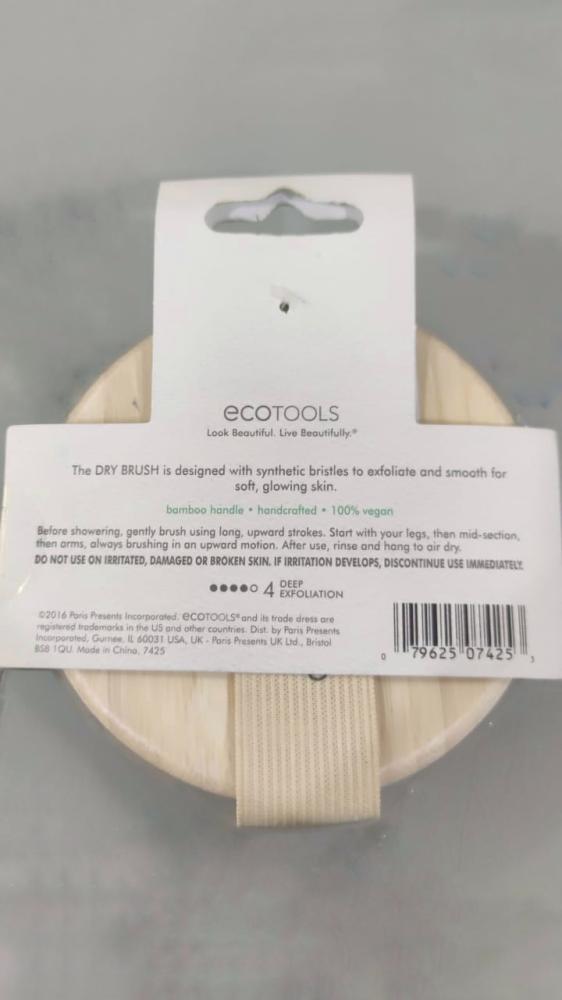 ecoTOOLS
Look Beautiful. Live Beautifully.®
The DRY BRUSH is designed with synthetic bristles to exfoliate and smooth for
soft, glowing skin.
bamboo handle • handcrafted • 100% vegan
Before showering, gently brush using long, upward strokes. Start with your legs, then mid-section,
then arms, always brushing in an upward motion. After use, rinse and hang to air dry.
DO NOT USE ON IRRITATED, DAMAGED OR BROKEN SKIN. IF IRRITATION DEVELOPS, DISCONTINUE USE IMMEDIATELY.
4 DEEP
EXFOLIATION
©2016 Paris Presents Incorporated. ecoTOOLS® and its trade dress are
registered trademarks in the US and other countries. Dist. by Paris Presents
Incorporated, Gurnee, IL 60031 USA, UK - Paris Presents UK Ltd., Bristol
BS8 1QU. Made in China. 7425
0 79625 07425 3